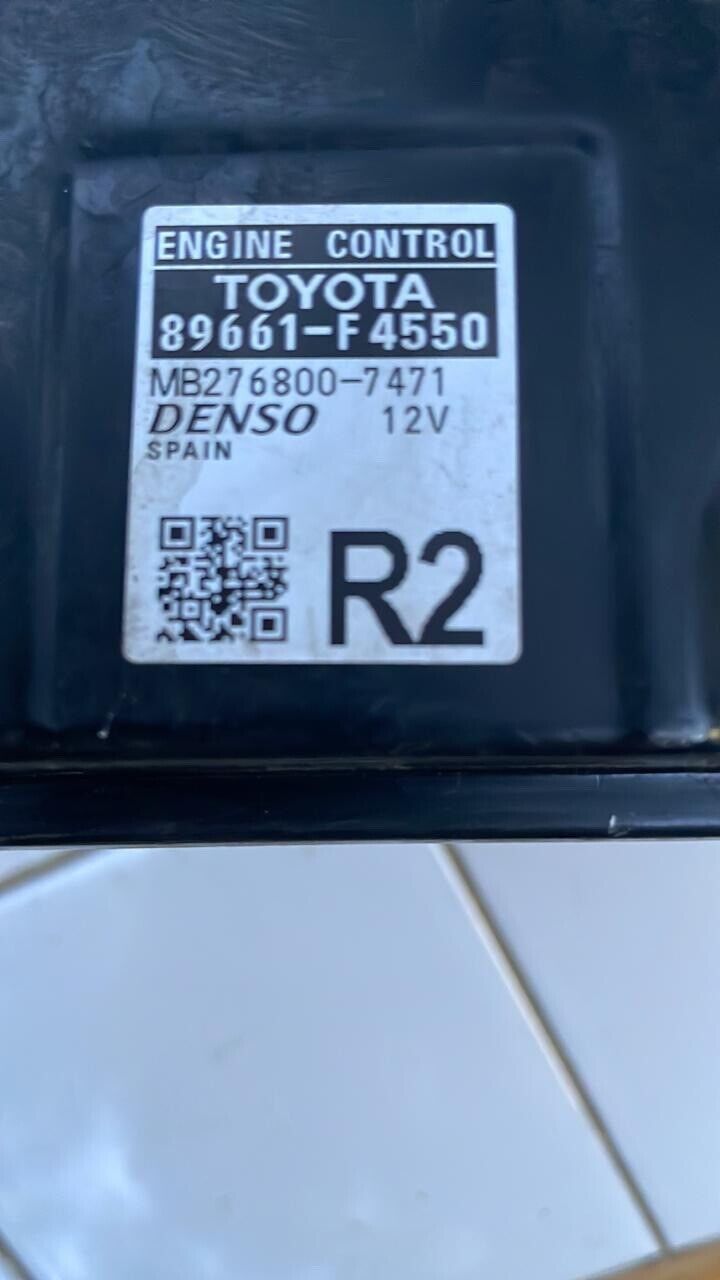 ENGINE CONTROL
TOYOTA
89661-F4550
MB276800-7471
DENSO 12V
SPAIN
R2